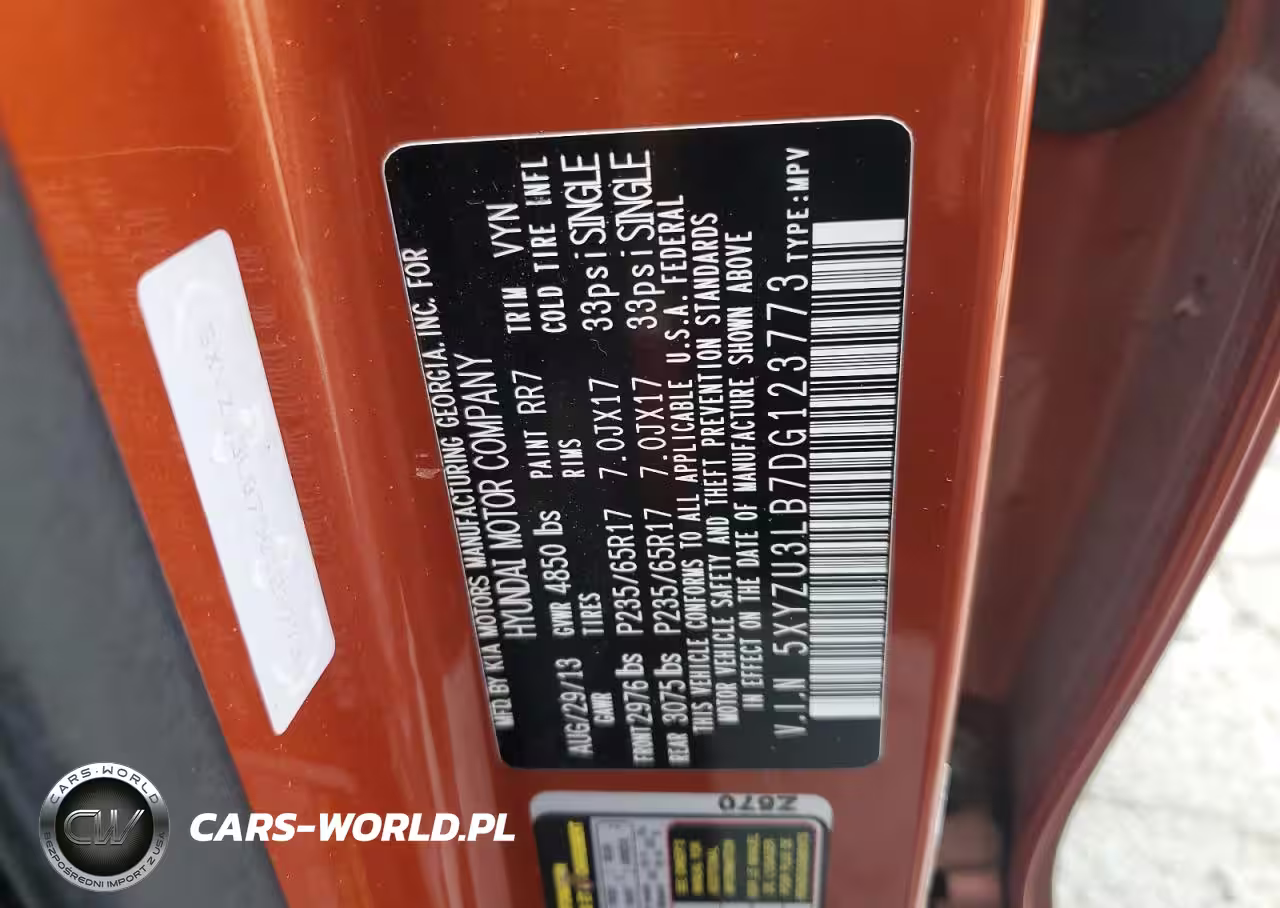 MFD BY KIA MOTORS MANUFACTURING GEORGIA. INC. FOR
HYUNDAI MOTOR COMPANY
AUG/29/13 GVWR 4850 lbs PAINT RR7 TRIM VYN
GAWR TIRES RIMS COLD TIRE INFL
FRONT 2976 lbs P235/65R17 7.0JX17 33psi SINGLE
REAR 3075 lbs P235/65R17 7.0JX17 33psi SINGLE
THIS VEHICLE CONFORMS TO ALL APPLICABLE U.S.A. FEDERAL
MOTOR VEHICLE SAFETY AND THEFT PREVENTION STANDARDS
IN EFFECT ON THE DATE OF MANUFACTURE SHOWN ABOVE
V.I.N 5XYZU3LB7DG123773 TYPE:MPV
Z670
CARS-WORLD
CW
BEZPOŚREDNI IMPORT Z USA
CARS-WORLD.PL